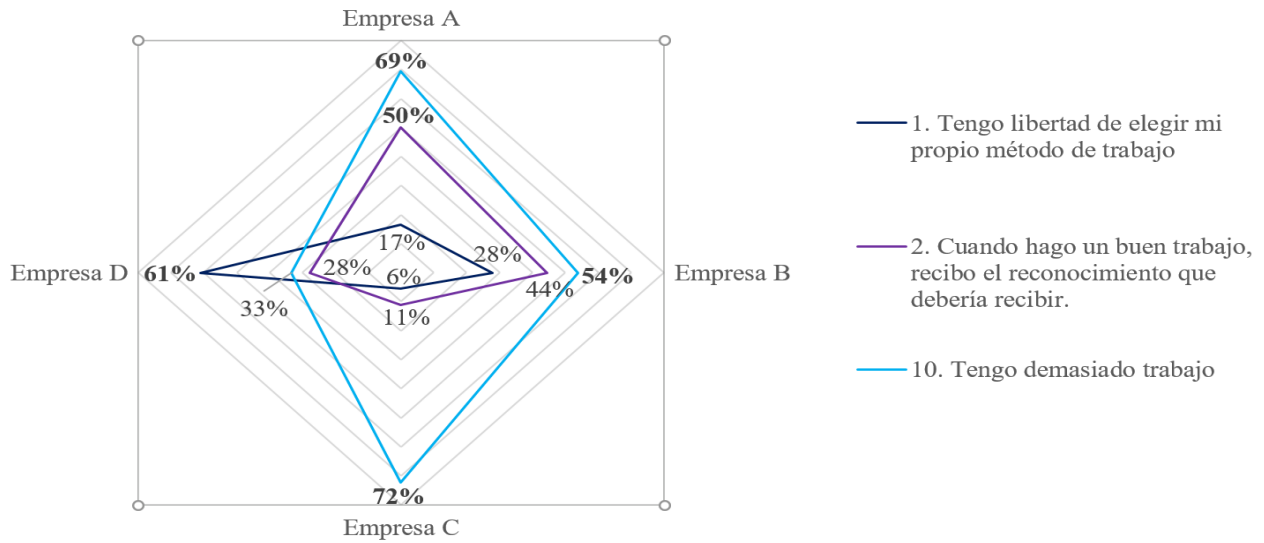 Empresa A
69%
50%
17%
28%
Empresa D
61%
28%
6%
44%
54%
Empresa B
33%
11%
72%
Empresa C
1. Tengo libertad de elegir mi
propio método de trabajo
2. Cuando hago un buen trabajo,
recibo el reconocimiento que
debería recibir.
10. Tengo demasiado trabajo